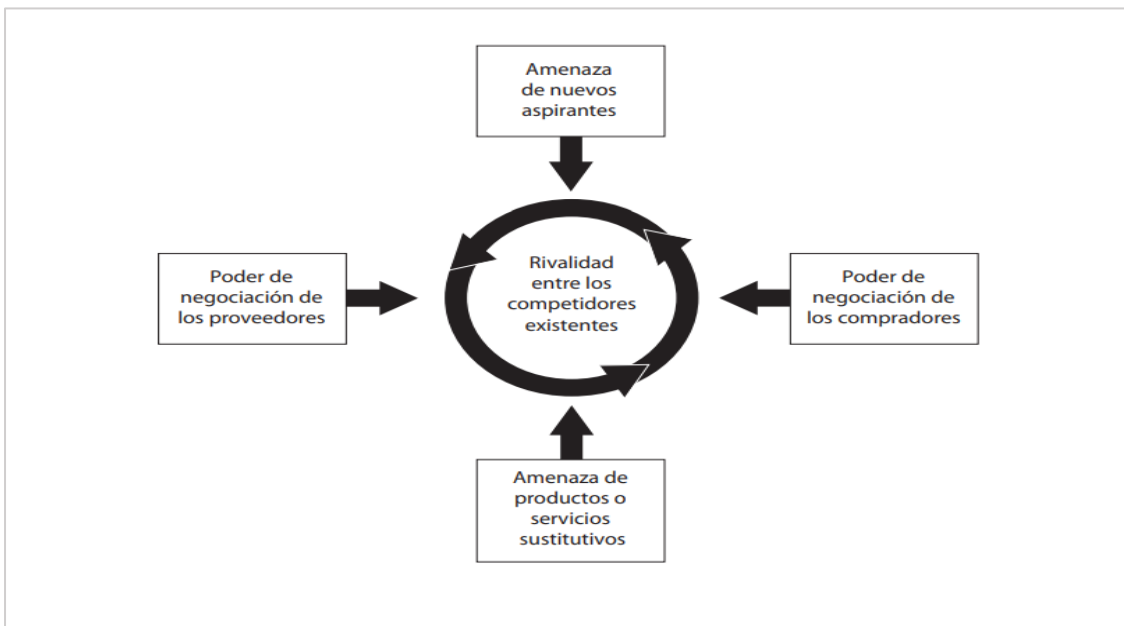 Amenaza
de nuevos
aspirantes
Poder de
negociación de
los proveedores
Rivalidad
entre los
competidores
existentes
Poder de
negociación de
los compradores
Amenaza de
productos o
servicios
sustitutivos